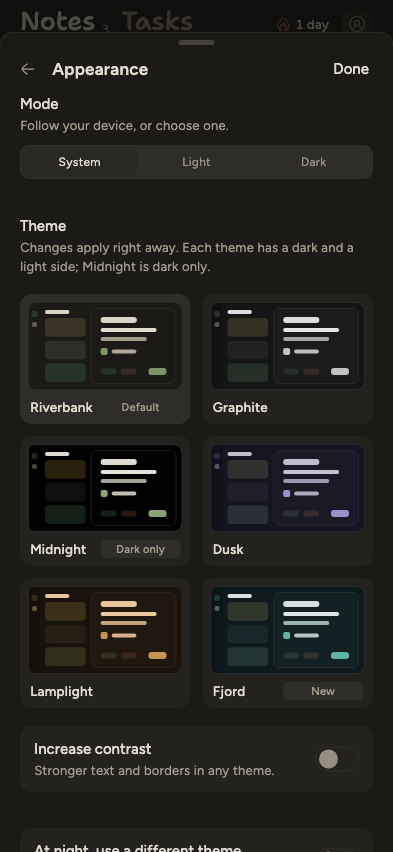 Notes 3 Tasks
1 day
Appearance
Done
Mode
Follow your device, or choose one.
System
Light
Dark
Theme
Changes apply right away. Each theme has a dark and a
light side; Midnight is dark only.
Riverbank
Default
Graphite
Midnight
Dark only
Dusk
Lamplight
Fjord
New
Increase contrast
Stronger text and borders in any theme.
At night, use a different theme